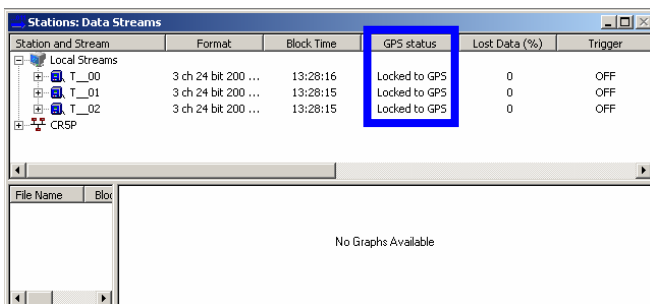 Stations: Data Streams
Station and Stream Format Block Time GPS status Lost Data (%) Trigger
Local Streams
T__00 3 ch 24 bit 200 ... 13:28:16 Locked to GPS 0 OFF
T__01 3 ch 24 bit 200 ... 13:28:15 Locked to GPS 0 OFF
T__02 3 ch 24 bit 200 ... 13:28:15 Locked to GPS 0 OFF
CR5P
File Name Bloc
No Graphs Available